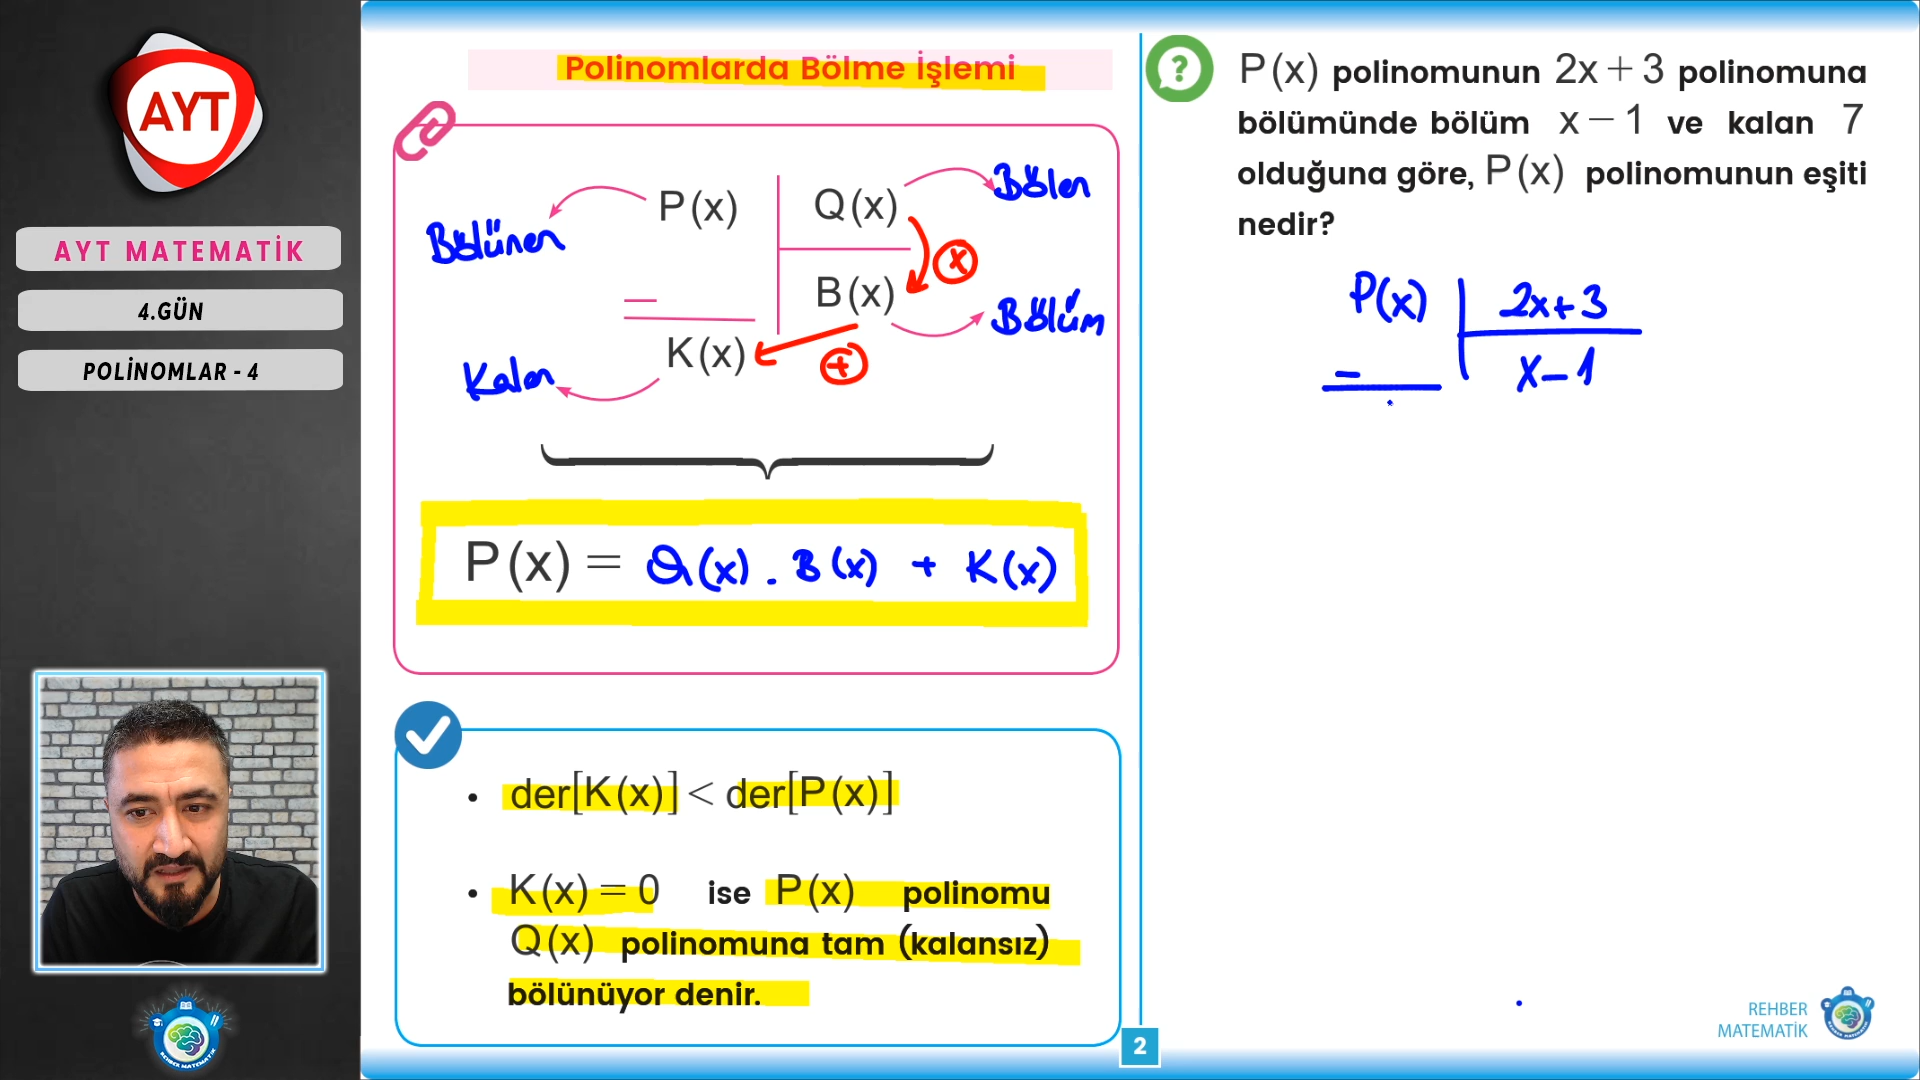 AYT
AYT MATEMATİK
4.GÜN
POLİNOMLAR - 4
REHBER MATEMATİK
Polinomlarda Bölme İşlemi
P(x) Q(x) Bölen
Bölünen
x
B(x) Bölüm
K(x) +
Kalan
P(x) = Q(x) . B(x) + K(x)
• der[K(x)] < der[P(x)]
• K(x) = 0 ise P(x) polinomu
Q(x) polinomuna tam (kalansız)
bölünüyor denir.
2
? P(x) polinomunun 2x + 3 polinomuna
bölümünde bölüm x − 1 ve kalan 7
olduğuna göre, P(x) polinomunun eşiti
nedir?
P(x) 2x+3
− x−1
REHBER
MATEMATİK